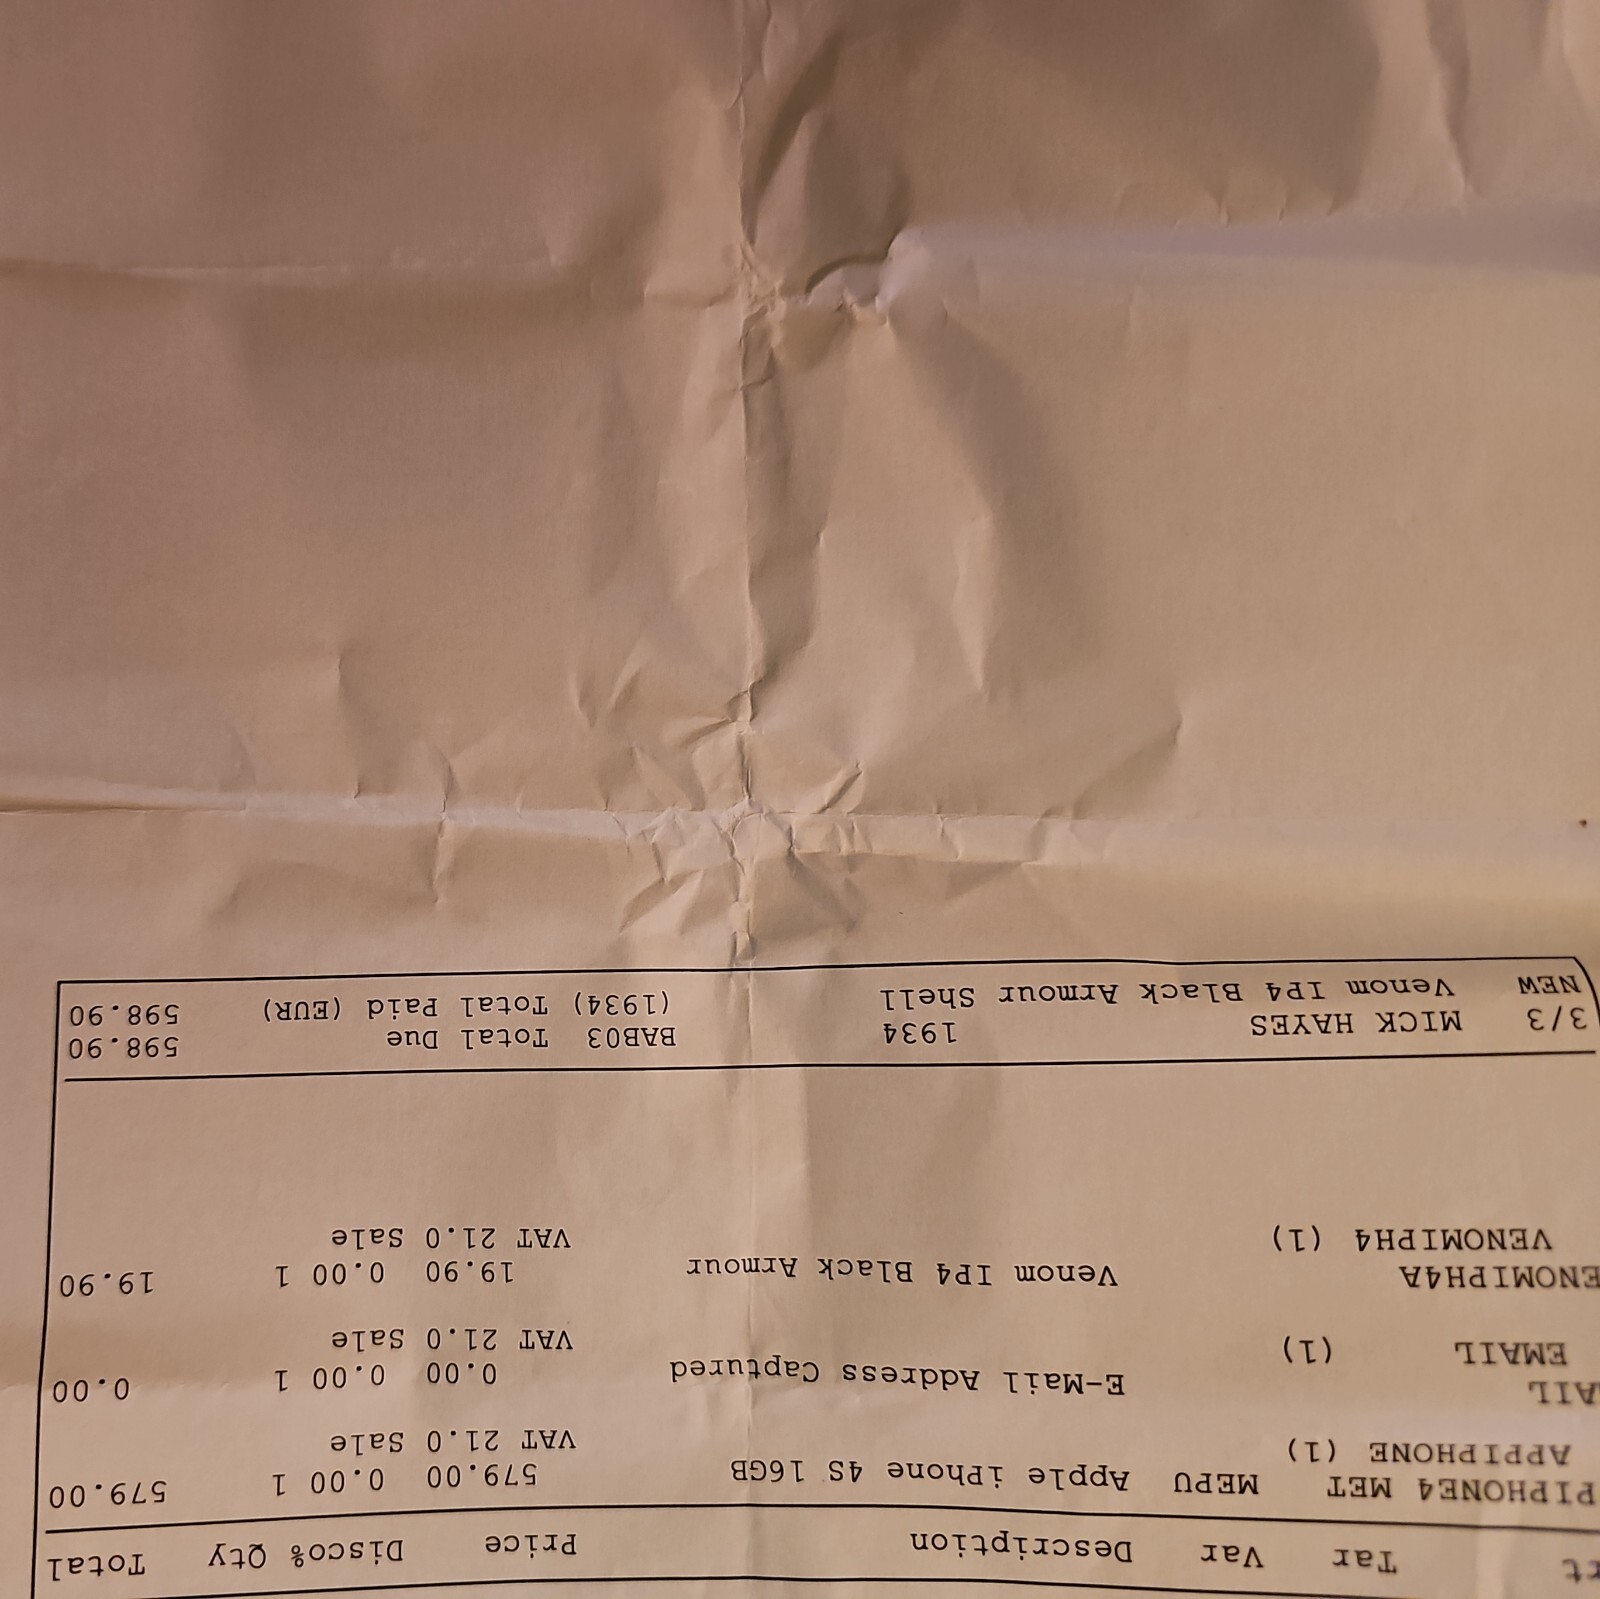 rt Tar Var Description Price Disco% Qty Total
PIPHONE4 MET MEPU Apple iPhone 4S 16GB 579.00 0.00 1 579.00
APPIPHONE (1) VAT 21.0 Sale
AIL E-Mail Address Captured 0.00 0.00 1 0.00
EMAIL (1) VAT 21.0 Sale
ENOMIPH4A Venom IP4 Black Armour 19.90 0.00 1 19.90
VENOMIPH4 (1) VAT 21.0 Sale
3/3 MICK HAYES 1934 BAB03 Total Due 598.90
NEW Venom IP4 Black Armour Shell (1934) Total Paid (EUR) 598.90